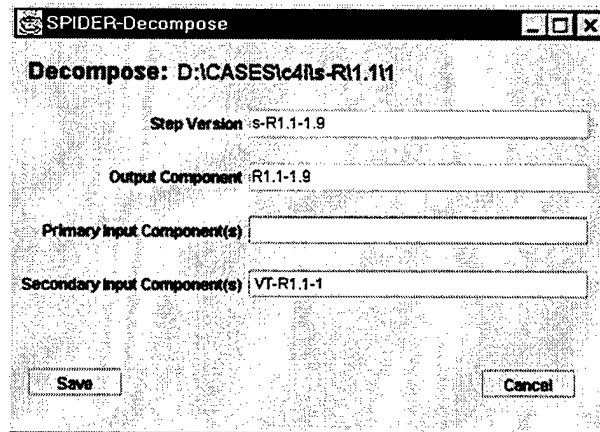 SPIDER-Decompose
Decompose: D:\CASES\c4i\s-R\1.1\1
Step Version s-R1.1-1.9
Output Component R1.1-1.9
Primary Input Component(s)
Secondary Input Component(s) VT-R1.1-1
Save Cancel